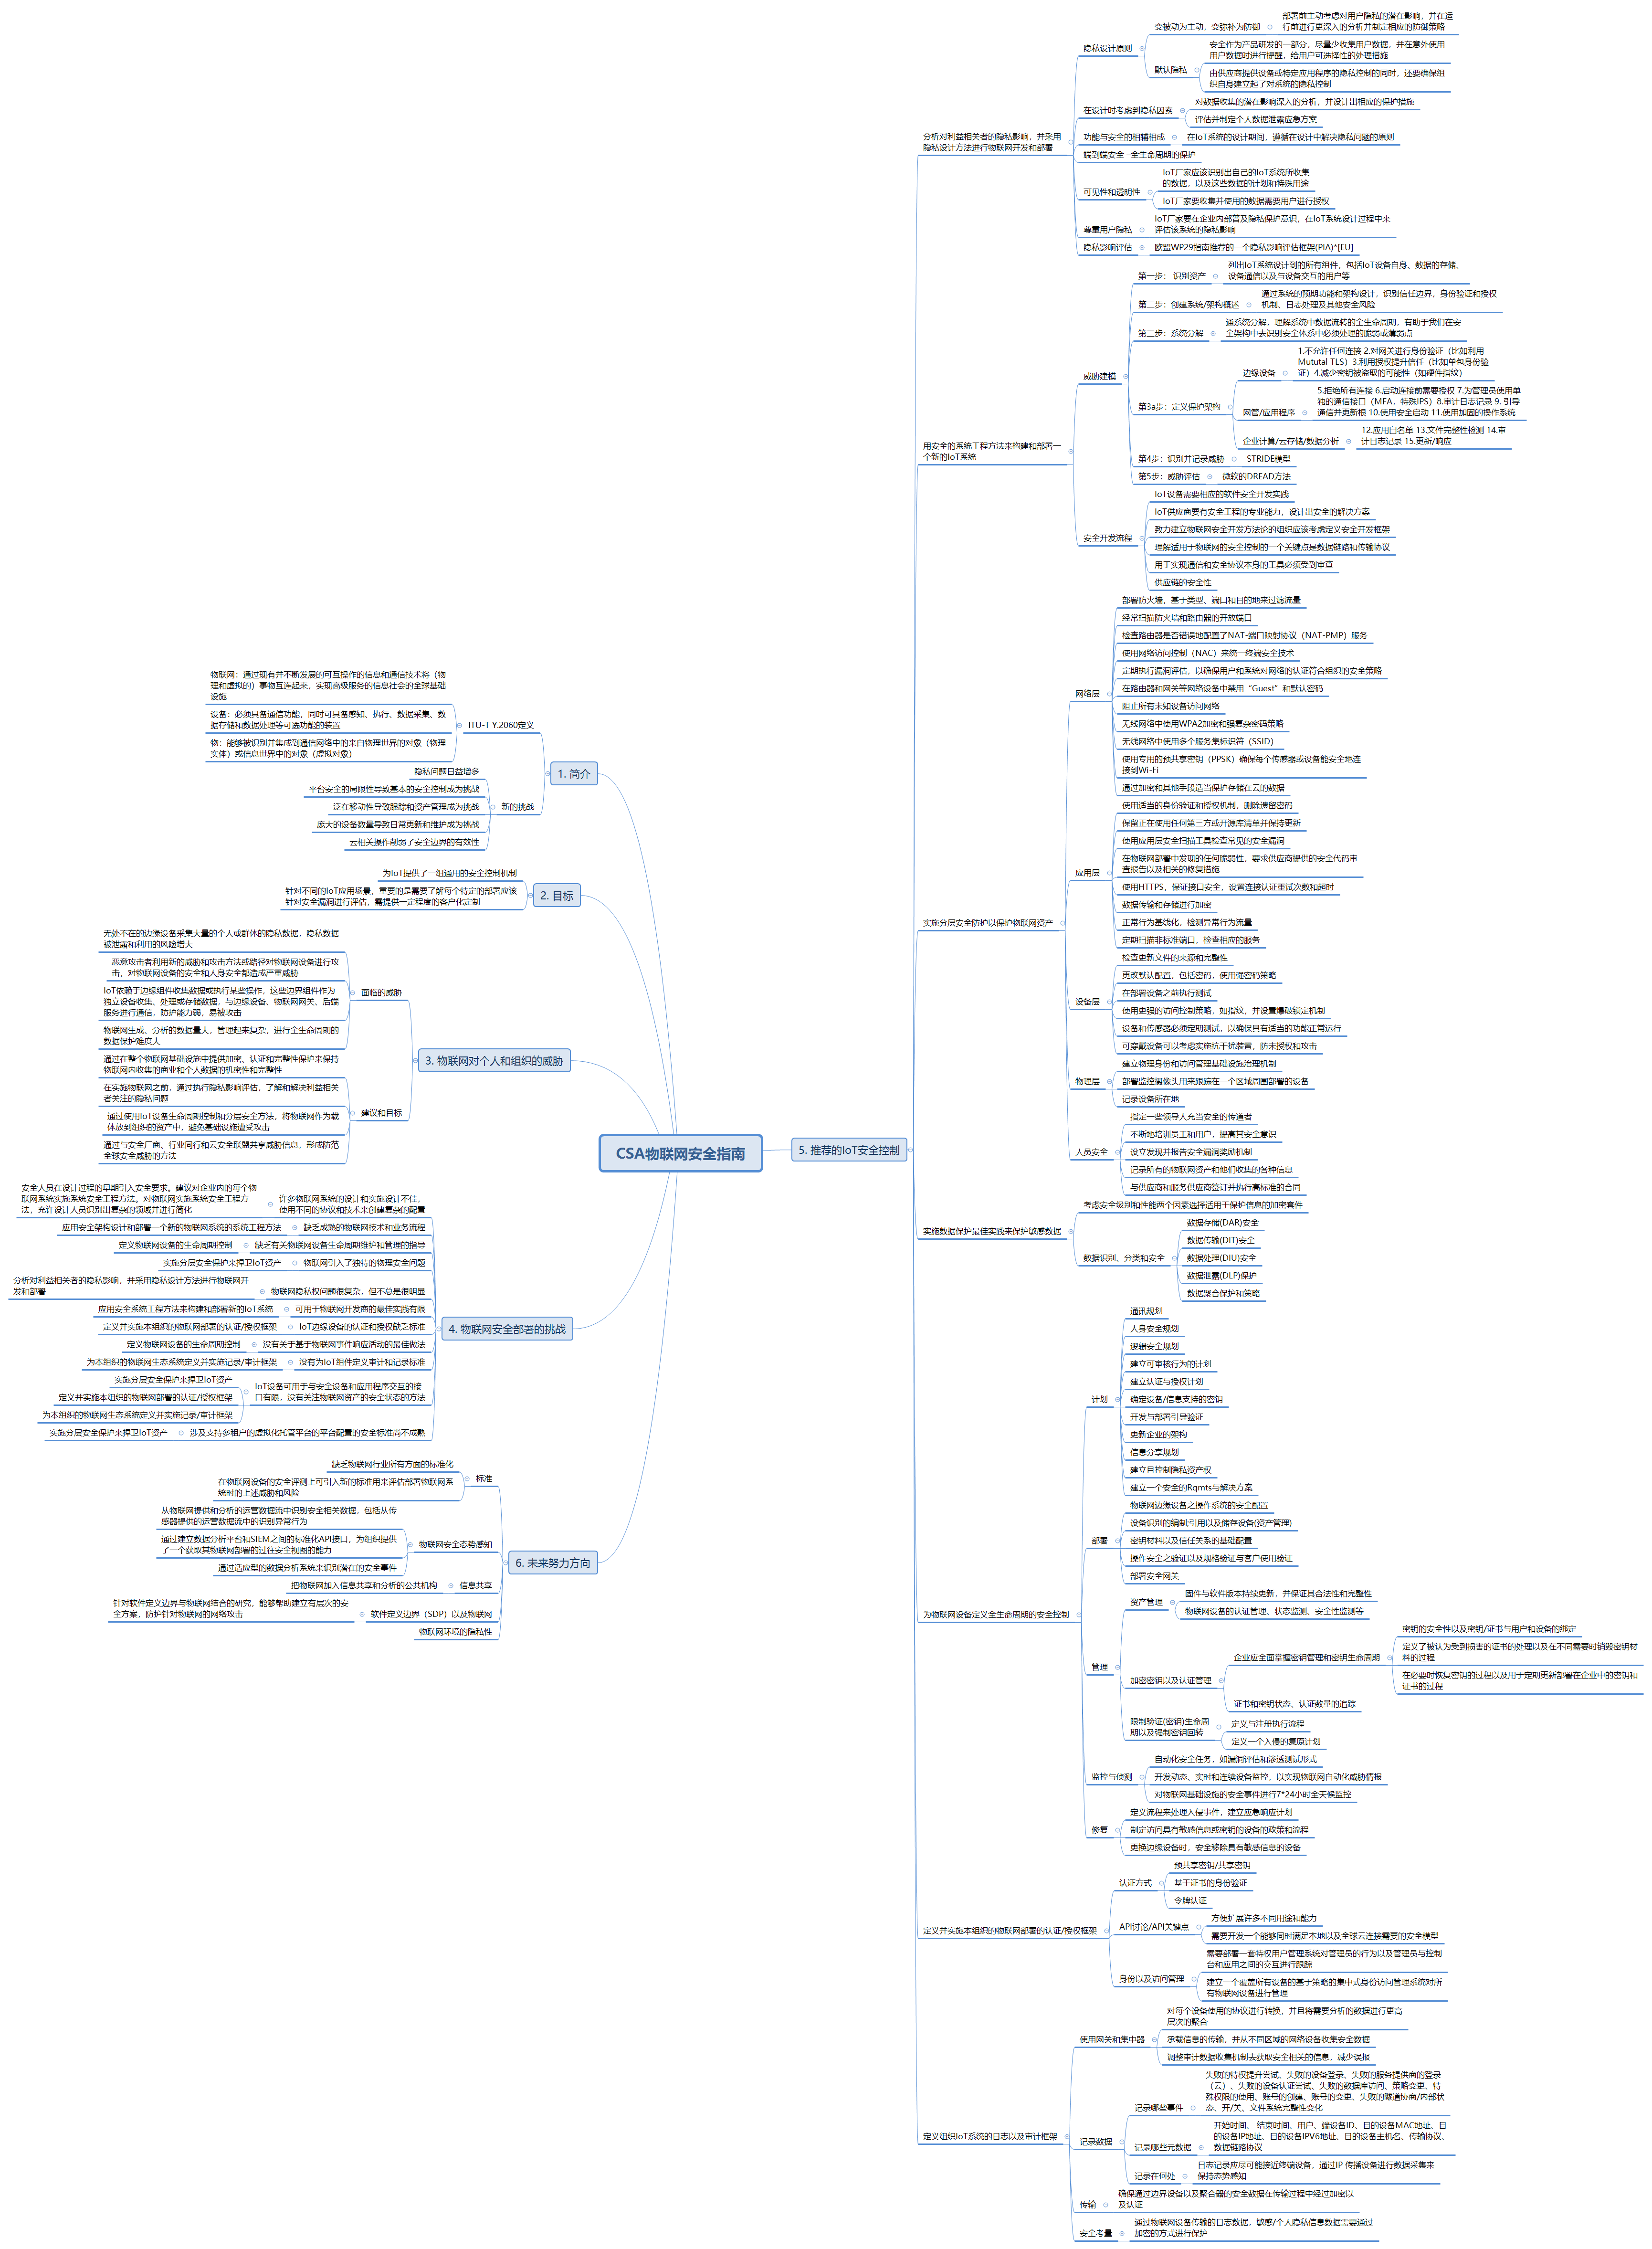 CSA物联网安全指南
1. 简介
ITU-T Y.2060定义
物联网：通过现有并不断发展的可互操作的信息和通信技术将（物
理和虚拟的）事物互连起来，实现高级服务的信息社会的全球基础
设施
设备：必须具备通信功能，同时可具备感知、执行、数据采集、数
据存储和数据处理等可选功能的装置
物：能够被识别并集成到通信网络中的来自物理世界的对象（物理
实体）或信息世界中的对象（虚拟对象）
新的挑战
隐私问题日益增多
平台安全的局限性导致基本的安全控制成为挑战
泛在移动性导致跟踪和资产管理成为挑战
庞大的设备数量导致日常更新和维护成为挑战
云相关操作削弱了安全边界的有效性
2. 目标
为IoT提供了一组通用的安全控制机制
针对不同的IoT应用场景，重要的是需要了解每个特定的部署应该
针对安全漏洞进行评估，需提供一定程度的客户化定制
3. 物联网对个人和组织的威胁
面临的威胁
无处不在的边缘设备采集大量的个人或群体的隐私数据，隐私数据
被泄露和利用的风险增大
恶意攻击者利用新的威胁和攻击方法或路径对物联网设备进行攻
击，对物联网设备的安全和人身安全都造成严重威胁
IoT依赖于边缘组件收集数据或执行某些操作，这些边界组件作为
独立设备收集、处理或存储数据，与边缘设备、物联网网关、后端
服务进行通信，防护能力弱，易被攻击
物联网生成、分析的数据量大，管理起来复杂，进行全生命周期的
数据保护难度大
建议和目标
通过在整个物联网基础设施中提供加密、认证和完整性保护来保持
物联网内收集的商业和个人数据的机密性和完整性
在实施物联网之前，通过执行隐私影响评估，了解和解决利益相关
者关注的隐私问题
通过使用IoT设备生命周期控制和分层安全方法，将物联网作为载
体放到组织的资产中，避免基础设施遭受攻击
通过与安全厂商、行业同行和云安全联盟共享威胁信息，形成防范
全球安全威胁的方法
4. 物联网安全部署的挑战
许多物联网系统的设计和实施设计不佳，
使用不同的协议和技术来创建复杂的配置
安全人员在设计过程的早期引入安全要求。建议对企业内的每个物
联网系统实施系统安全工程方法。对物联网实施系统安全工程方
法，充许设计人员识别出复杂的领域并进行简化
缺乏成熟的物联网技术和业务流程
应用安全架构设计和部署一个新的物联网系统的系统工程方法
缺乏有关物联网设备生命周期维护和管理的指导
定义物联网设备的生命周期控制
物联网引入了独特的物理安全问题
实施分层安全保护来捍卫IoT资产
物联网隐私权问题很复杂，但不总是很明显
分析对利益相关者的隐私影响，并采用隐私设计方法进行物联网开
发和部署
可用于物联网开发商的最佳实践有限
应用安全系统工程方法来构建和部署新的IoT系统
IoT边缘设备的认证和授权缺乏标准
定义并实施本组织的物联网部署的认证/授权框架
没有关于基于物联网事件响应活动的最佳做法
定义物联网设备的生命周期控制
没有为IoT组件定义审计和记录标准
为本组织的物联网生态系统定义并实施记录/审计框架
IoT设备可用于与安全设备和应用程序交互的接
口有限，没有关注物联网资产的安全状态的方法
实施分层安全保护来捍卫IoT资产
定义并实施本组织的物联网部署的认证/授权框架
为本组织的物联网生态系统定义并实施记录/审计框架
涉及支持多租户的虚拟化托管平台的平台配置的安全标准尚不成熟
实施分层安全保护来捍卫IoT资产
6. 未来努力方向
标准
缺乏物联网行业所有方面的标准化
在物联网设备的安全评测上可引入新的标准用来评估部署物联网系
统时的上述威胁和风险
物联网安全态势感知
从物联网提供和分析的运营数据流中识别安全相关数据，包括从传
感器提供的运营数据流中的识别异常行为
通过建立数据分析平台和SIEM之间的标准化API接口，为组织提供
了一个获取其物联网部署的过往安全视图的能力
通过适应型的数据分析系统来识别潜在的安全事件
信息共享
把物联网加入信息共享和分析的公共机构
软件定义边界（SDP）以及物联网
针对软件定义边界与物联网结合的研究，能够帮助建立有层次的安
全方案，防护针对物联网的网络攻击
物联网环境的隐私性
5. 推荐的IoT安全控制
分析对利益相关者的隐私影响，并采用
隐私设计方法进行物联网开发和部署
隐私设计原则
变被动为主动，变弥补为防御
部署前主动考虑对用户隐私的潜在影响，并在运
行前进行更深入的分析并制定相应的防御策略
默认隐私
安全作为产品研发的一部分，尽量少收集用户数据，并在意外使用
用户数据时进行提醒，给用户可选择性的处理措施
由供应商提供设备或特定应用程序的隐私控制的同时，还要确保组
织自身建立起了对系统的隐私控制
在设计时考虑到隐私因素
对数据收集的潜在影响深入的分析，并设计出相应的保护措施
评估并制定个人数据泄露应急方案
功能与安全的相辅相成
在IoT系统的设计期间，遵循在设计中解决隐私问题的原则
端到端安全 –全生命周期的保护
可见性和透明性
IoT厂家应该识别出自己的IoT系统所收集
的数据，以及这些数据的计划和特殊用途
IoT厂家要收集并使用的数据需要用户进行授权
尊重用户隐私
IoT厂家要在企业内部普及隐私保护意识，在IoT系统设计过程中来
评估该系统的隐私影响
隐私影响评估
欧盟WP29指南推荐的一个隐私影响评估框架(PIA)*[EU]
用安全的系统工程方法来构建和部署一
个新的IoT系统
威胁建模
第一步： 识别资产
列出IoT系统设计到的所有组件，包括IoT设备自身、数据的存储、
设备通信以及与设备交互的用户等
第二步：创建系统/架构概述
通过系统的预期功能和架构设计，识别信任边界，身份验证和授权
机制、日志处理及其他安全风险
第三步：系统分解
通系统分解，理解系统中数据流转的全生命周期，有助于我们在安
全架构中去识别安全体系中必须处理的脆弱或薄弱点
第3a步：定义保护架构
边缘设备
1.不允许任何连接 2.对网关进行身份验证（比如利用
Mututal TLS）3.利用授权提升信任（比如单包身份验
证）4.减少密钥被盗取的可能性（如硬件指纹）
网管/应用程序
5.拒绝所有连接 6.启动连接前需要授权 7.为管理员使用单
独的通信接口（MFA，特殊IPS）8.审计日志记录 9. 引导
通信并更新根 10.使用安全启动 11.使用加固的操作系统
企业计算/云存储/数据分析
12.应用白名单 13.文件完整性检测 14.审
计日志记录 15.更新/响应
第4步：识别并记录威胁
STRIDE模型
第5步：威胁评估
微软的DREAD方法
安全开发流程
IoT设备需要相应的软件安全开发实践
IoT供应商要有安全工程的专业能力，设计出安全的解决方案
致力建立物联网安全开发方法论的组织应该考虑定义安全开发框架
理解适用于物联网的安全控制的一个关键点是数据链路和传输协议
用于实现通信和安全协议本身的工具必须受到审查
供应链的安全性
实施分层安全防护以保护物联网资产
网络层
部署防火墙，基于类型、端口和目的地来过滤流量
经常扫描防火墙和路由器的开放端口
检查路由器是否错误地配置了NAT-端口映射协议（NAT-PMP）服务
使用网络访问控制（NAC）来统一终端安全技术
定期执行漏洞评估，以确保用户和系统对网络的认证符合组织的安全策略
在路由器和网关等网络设备中禁用“Guest”和默认密码
阻止所有未知设备访问网络
无线网络中使用WPA2加密和强复杂密码策略
无线网络中使用多个服务集标识符（SSID）
使用专用的预共享密钥（PPSK）确保每个传感器或设备能安全地连
接到Wi-Fi
通过加密和其他手段适当保护存储在云的数据
应用层
使用适当的身份验证和授权机制，删除遗留密码
保留正在使用任何第三方或开源库清单并保持更新
使用应用层安全扫描工具检查常见的安全漏洞
在物联网部署中发现的任何脆弱性，要求供应商提供的安全代码审
查报告以及相关的修复措施
使用HTTPS，保证接口安全，设置连接认证重试次数和超时
数据传输和存储进行加密
正常行为基线化，检测异常行为流量
定期扫描非标准端口，检查相应的服务
设备层
检查更新文件的来源和完整性
更改默认配置，包括密码，使用强密码策略
在部署设备之前执行测试
使用更强的访问控制策略，如指纹，并设置爆破锁定机制
设备和传感器必须定期测试，以确保具有适当的功能正常运行
可穿戴设备可以考虑实施抗干扰装置，防未授权和攻击
物理层
建立物理身份和访问管理基础设施治理机制
部署监控摄像头用来跟踪在一个区域周围部署的设备
记录设备所在地
人员安全
指定一些领导人充当安全的传道者
不断地培训员工和用户，提高其安全意识
设立发现并报告安全漏洞奖励机制
记录所有的物联网资产和他们收集的各种信息
与供应商和服务供应商签订并执行高标准的合同
实施数据保护最佳实践来保护敏感数据
考虑安全级别和性能两个因素选择适用于保护信息的加密套件
数据识别、分类和安全
数据存储(DAR)安全
数据传输(DIT)安全
数据处理(DIU)安全
数据泄露(DLP)保护
数据聚合保护和策略
为物联网设备定义全生命周期的安全控制
计划
通讯规划
人身安全规划
逻辑安全规划
建立可审核行为的计划
建立认证与授权计划
确定设备/信息支持的密钥
开发与部署引导验证
更新企业的架构
信息分享规划
建立且控制隐私资产权
建立一个安全的Rqmts与解决方案
部署
物联网边缘设备之操作系统的安全配置
设备识别的编制;引用以及储存设备(资产管理)
密钥材料以及信任关系的基础配置
操作安全之验证以及规格验证与客户使用验证
部署安全网关
管理
资产管理
固件与软件版本持续更新，并保证其合法性和完整性
物联网设备的认证管理、状态监测、安全性监测等
加密密钥以及认证管理
企业应全面掌握密钥管理和密钥生命周期
密钥的安全性以及密钥/证书与用户和设备的绑定
定义了被认为受到损害的证书的处理以及在不同需要时销毁密钥材
料的过程
在必要时恢复密钥的过程以及用于定期更新部署在企业中的密钥和
证书的过程
证书和密钥状态、认证数量的追踪
限制验证(密钥)生命周
期以及强制密钥回转
定义与注册执行流程
定义一个入侵的复原计划
监控与侦测
自动化安全任务，如漏洞评估和渗透测试形式
开发动态、实时和连续设备监控，以实现物联网自动化威胁情报
对物联网基础设施的安全事件进行7*24小时全天候监控
修复
定义流程来处理入侵事件，建立应急响应计划
制定访问具有敏感信息或密钥的设备的政策和流程
更换边缘设备时，安全移除具有敏感信息的设备
定义并实施本组织的物联网部署的认证/授权框架
认证方式
预共享密钥/共享密钥
基于证书的身份验证
令牌认证
API讨论/API关键点
方便扩展许多不同用途和能力
需要开发一个能够同时满足本地以及全球云连接需要的安全模型
身份以及访问管理
需要部署一套特权用户管理系统对管理员的行为以及管理员与控制
台和应用之间的交互进行跟踪
建立一个覆盖所有设备的基于策略的集中式身份访问管理系统对所
有物联网设备进行管理
定义组织IoT系统的日志以及审计框架
使用网关和集中器
对每个设备使用的协议进行转换，并且将需要分析的数据进行更高
层次的聚合
承载信息的传输，并从不同区域的网络设备收集安全数据
调整审计数据收集机制去获取安全相关的信息，减少误报
记录数据
记录哪些事件
失败的特权提升尝试、失败的设备登录、失败的服务提供商的登录
（云）、失败的设备认证尝试、失败的数据库访问、策略变更、特
殊权限的使用、账号的创建、账号的变更、失败的隧道协商/内部状
态、开/关、文件系统完整性变化
记录哪些元数据
开始时间、 结束时间、用户、端设备ID、目的设备MAC地址、目
的设备IP地址、目的设备IPV6地址、目的设备主机名、传输协议、
数据链路协议
记录在何处
日志记录应尽可能接近终端设备，通过IP 传播设备进行数据采集来
保持态势感知
传输
确保通过边界设备以及聚合器的安全数据在传输过程中经过加密以
及认证
安全考量
通过物联网设备传输的日志数据，敏感/个人隐私信息数据需要通过
加密的方式进行保护